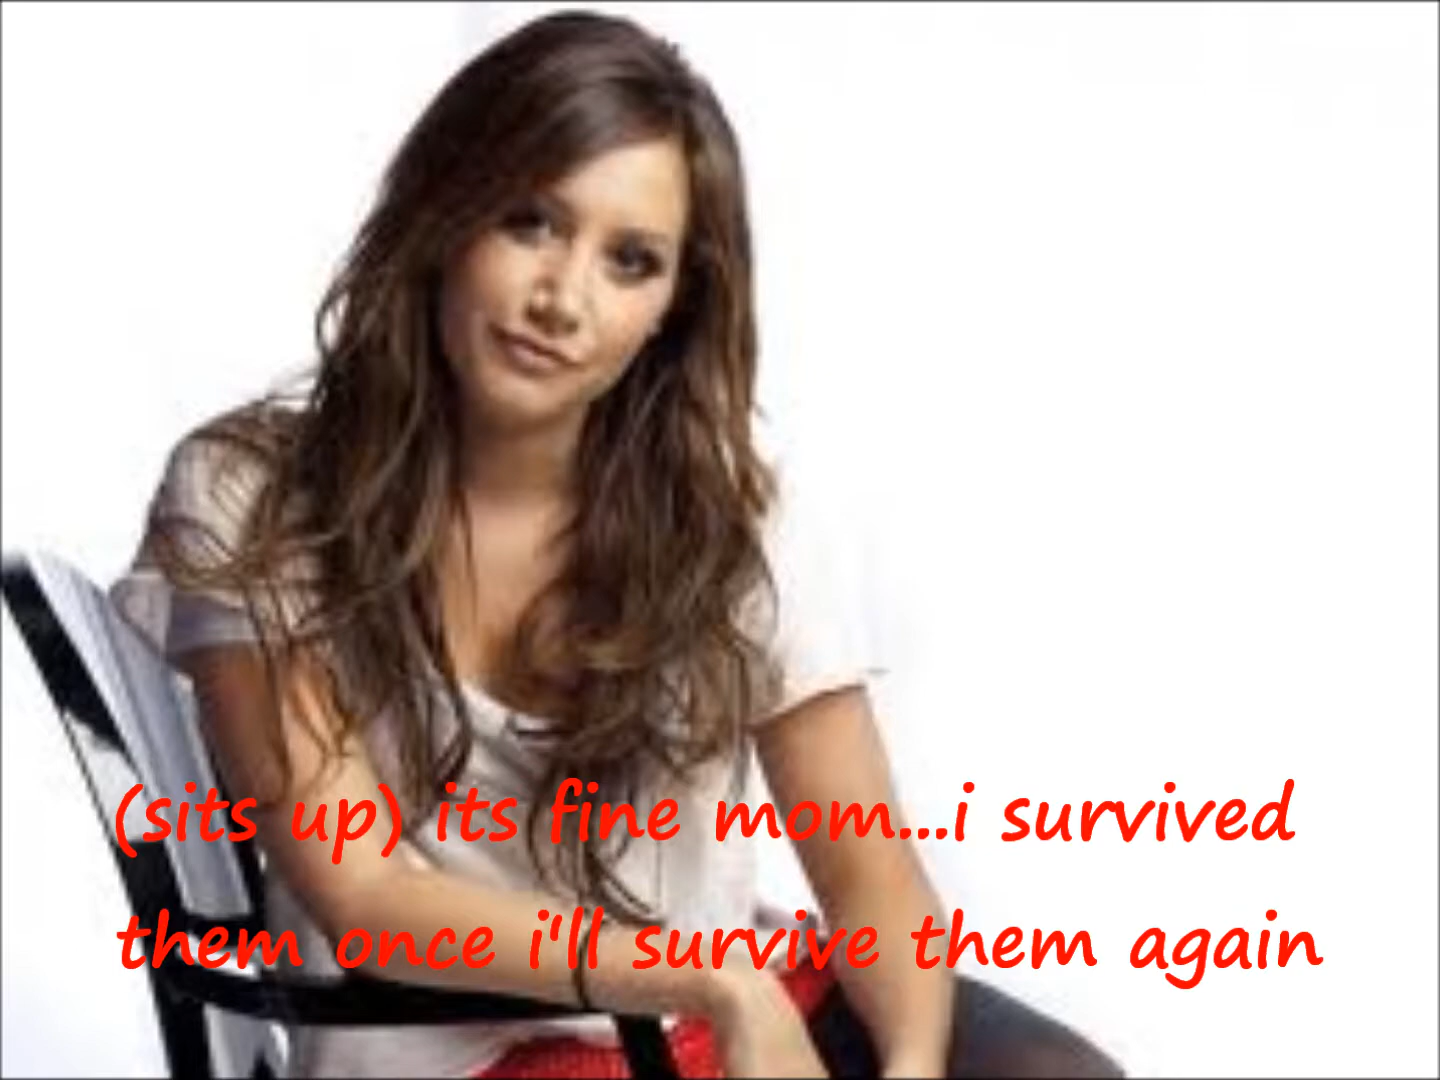 (sits up) its fine mom...i survived
them once i'll survive them again